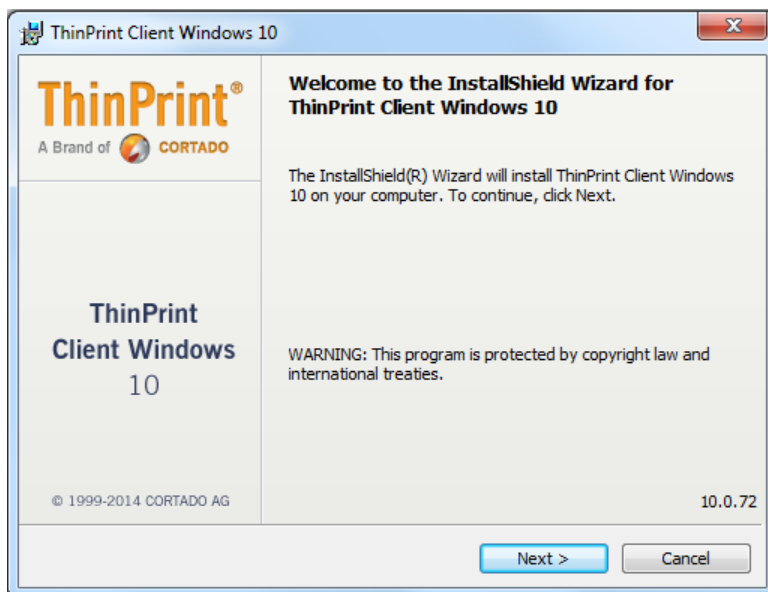 ThinPrint Client Windows 10
X
ThinPrint®
A Brand of CORTADO
Welcome to the InstallShield Wizard for
ThinPrint Client Windows 10
The InstallShield(R) Wizard will install ThinPrint Client Windows
10 on your computer. To continue, click Next.
ThinPrint
Client Windows
10
WARNING: This program is protected by copyright law and
international treaties.
© 1999-2014 CORTADO AG
10.0.72
Next >
Cancel